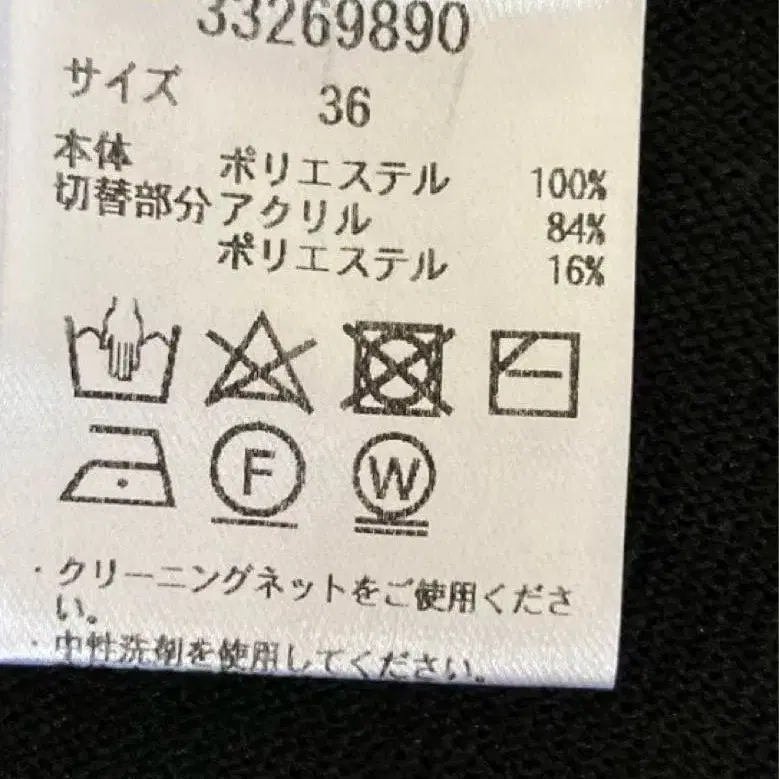 33269890
サイズ 36
本体 ポリエステル 100%
切替部分 アクリル 84%
ポリエステル 16%
F W
・クリーニングネットをご使用くださ
い。
・中性洗剤を使用してください。